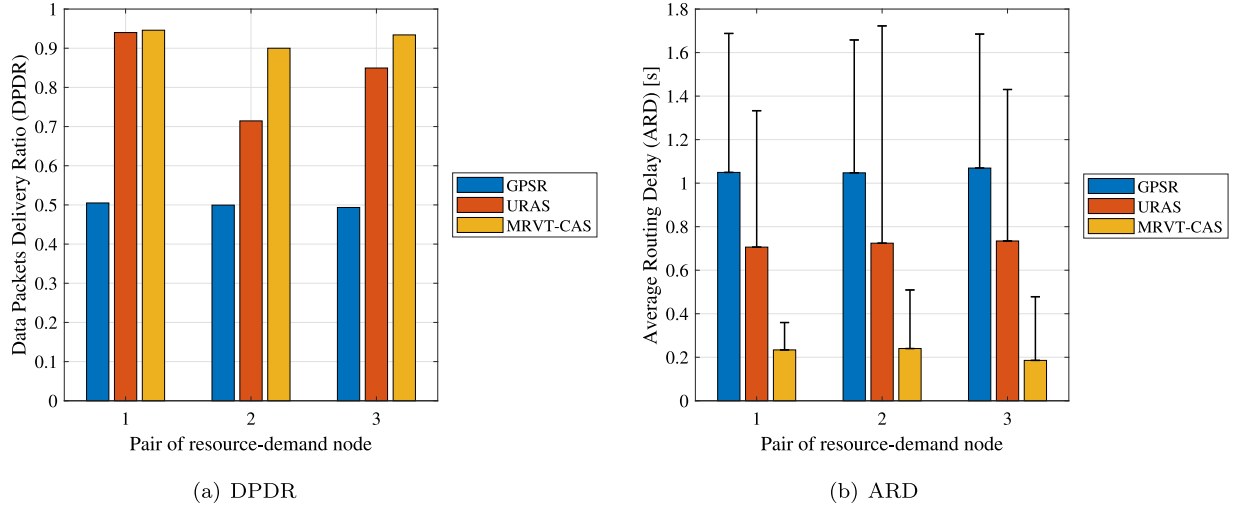 1
0.9
0.8
0.7
0.6
0.5
0.4
0.3
0.2
0.1
0
Data Packets Delivery Ratio (DPDR)
1 2 3
Pair of resource-demand node
GPSR
URAS
MRVT-CAS
(a) DPDR
1.8
1.6
1.4
1.2
1
0.8
0.6
0.4
0.2
0
Average Routing Delay (ARD) [s]
1 2 3
Pair of resource-demand node
GPSR
URAS
MRVT-CAS
(b) ARD